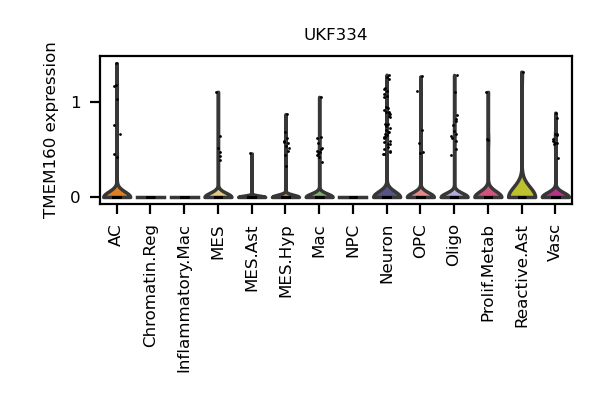 UKF334
TMEM160 expression
1
0
AC
Chromatin.Reg
Inflammatory.Mac
MES
MES.Ast
MES.Hyp
Mac
NPC
Neuron
OPC
Oligo
Prolif.Metab
Reactive.Ast
Vasc